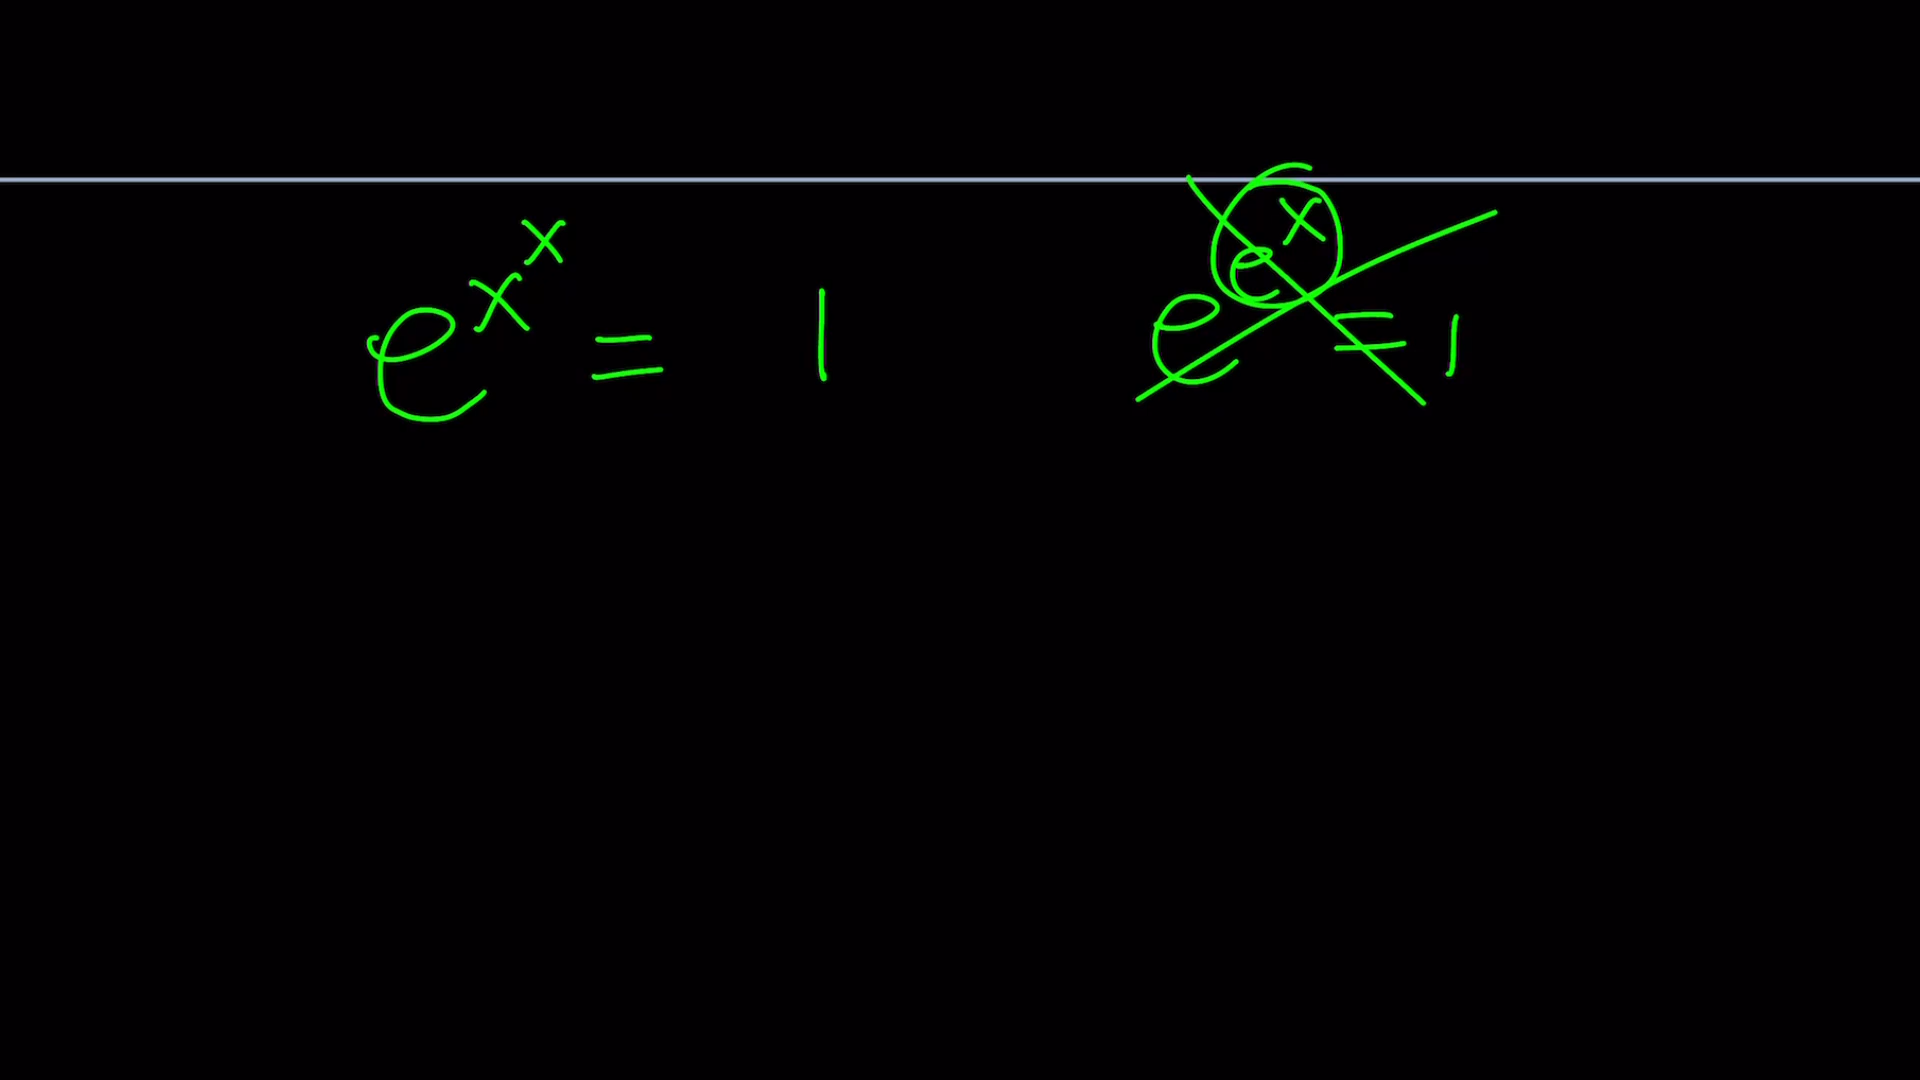 e^{x^x} = 1
e^{e^x} = 1